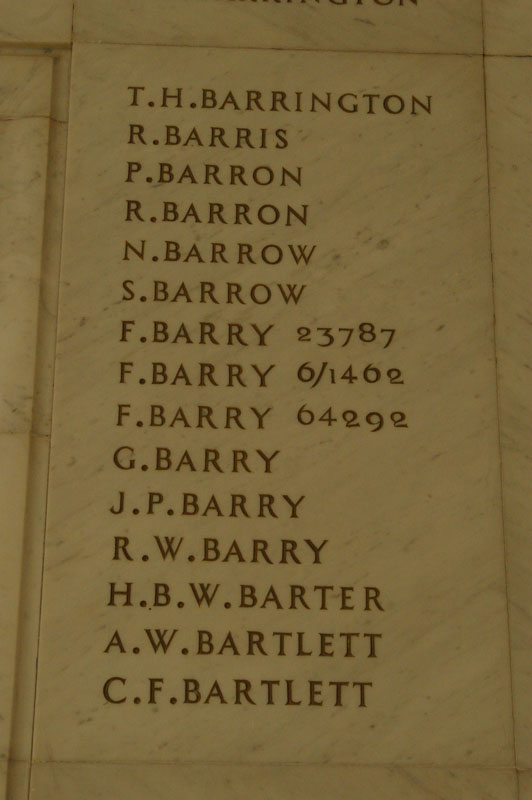 T.H.BARRINGTON
R.BARRIS
P.BARRON
R.BARRON
N.BARROW
S.BARROW
F.BARRY 23787
F.BARRY 6/1462
F.BARRY 64292
G.BARRY
J.P.BARRY
R.W.BARRY
H.B.W.BARTER
A.W.BARTLETT
C.F.BARTLETT